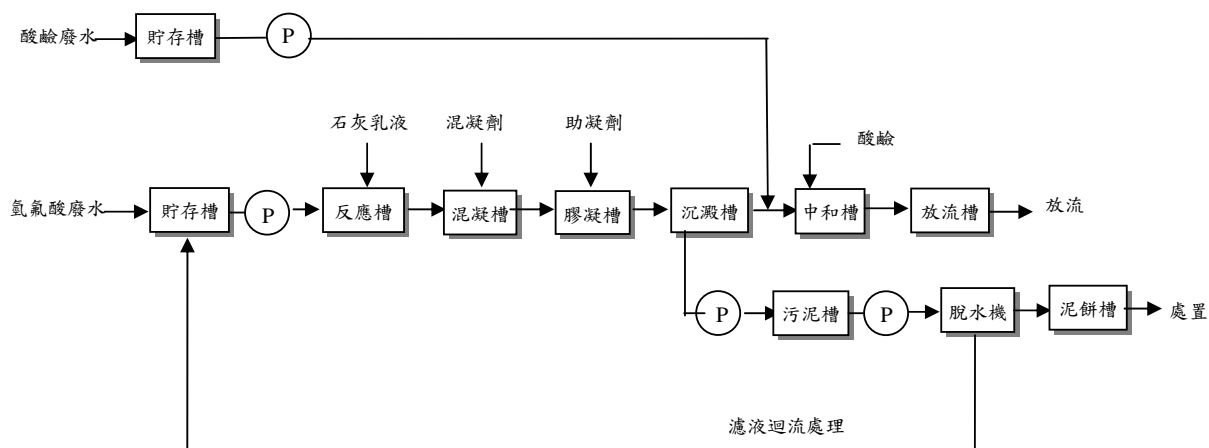 酸鹼廢水
貯存槽
P
石灰乳液
混凝劑
助凝劑
酸鹼
氫氟酸廢水
貯存槽
P
反應槽
混凝槽
膠凝槽
沉澱槽
中和槽
放流槽
放流
P
污泥槽
P
脫水機
泥餅槽
處置
濾液迴流處理